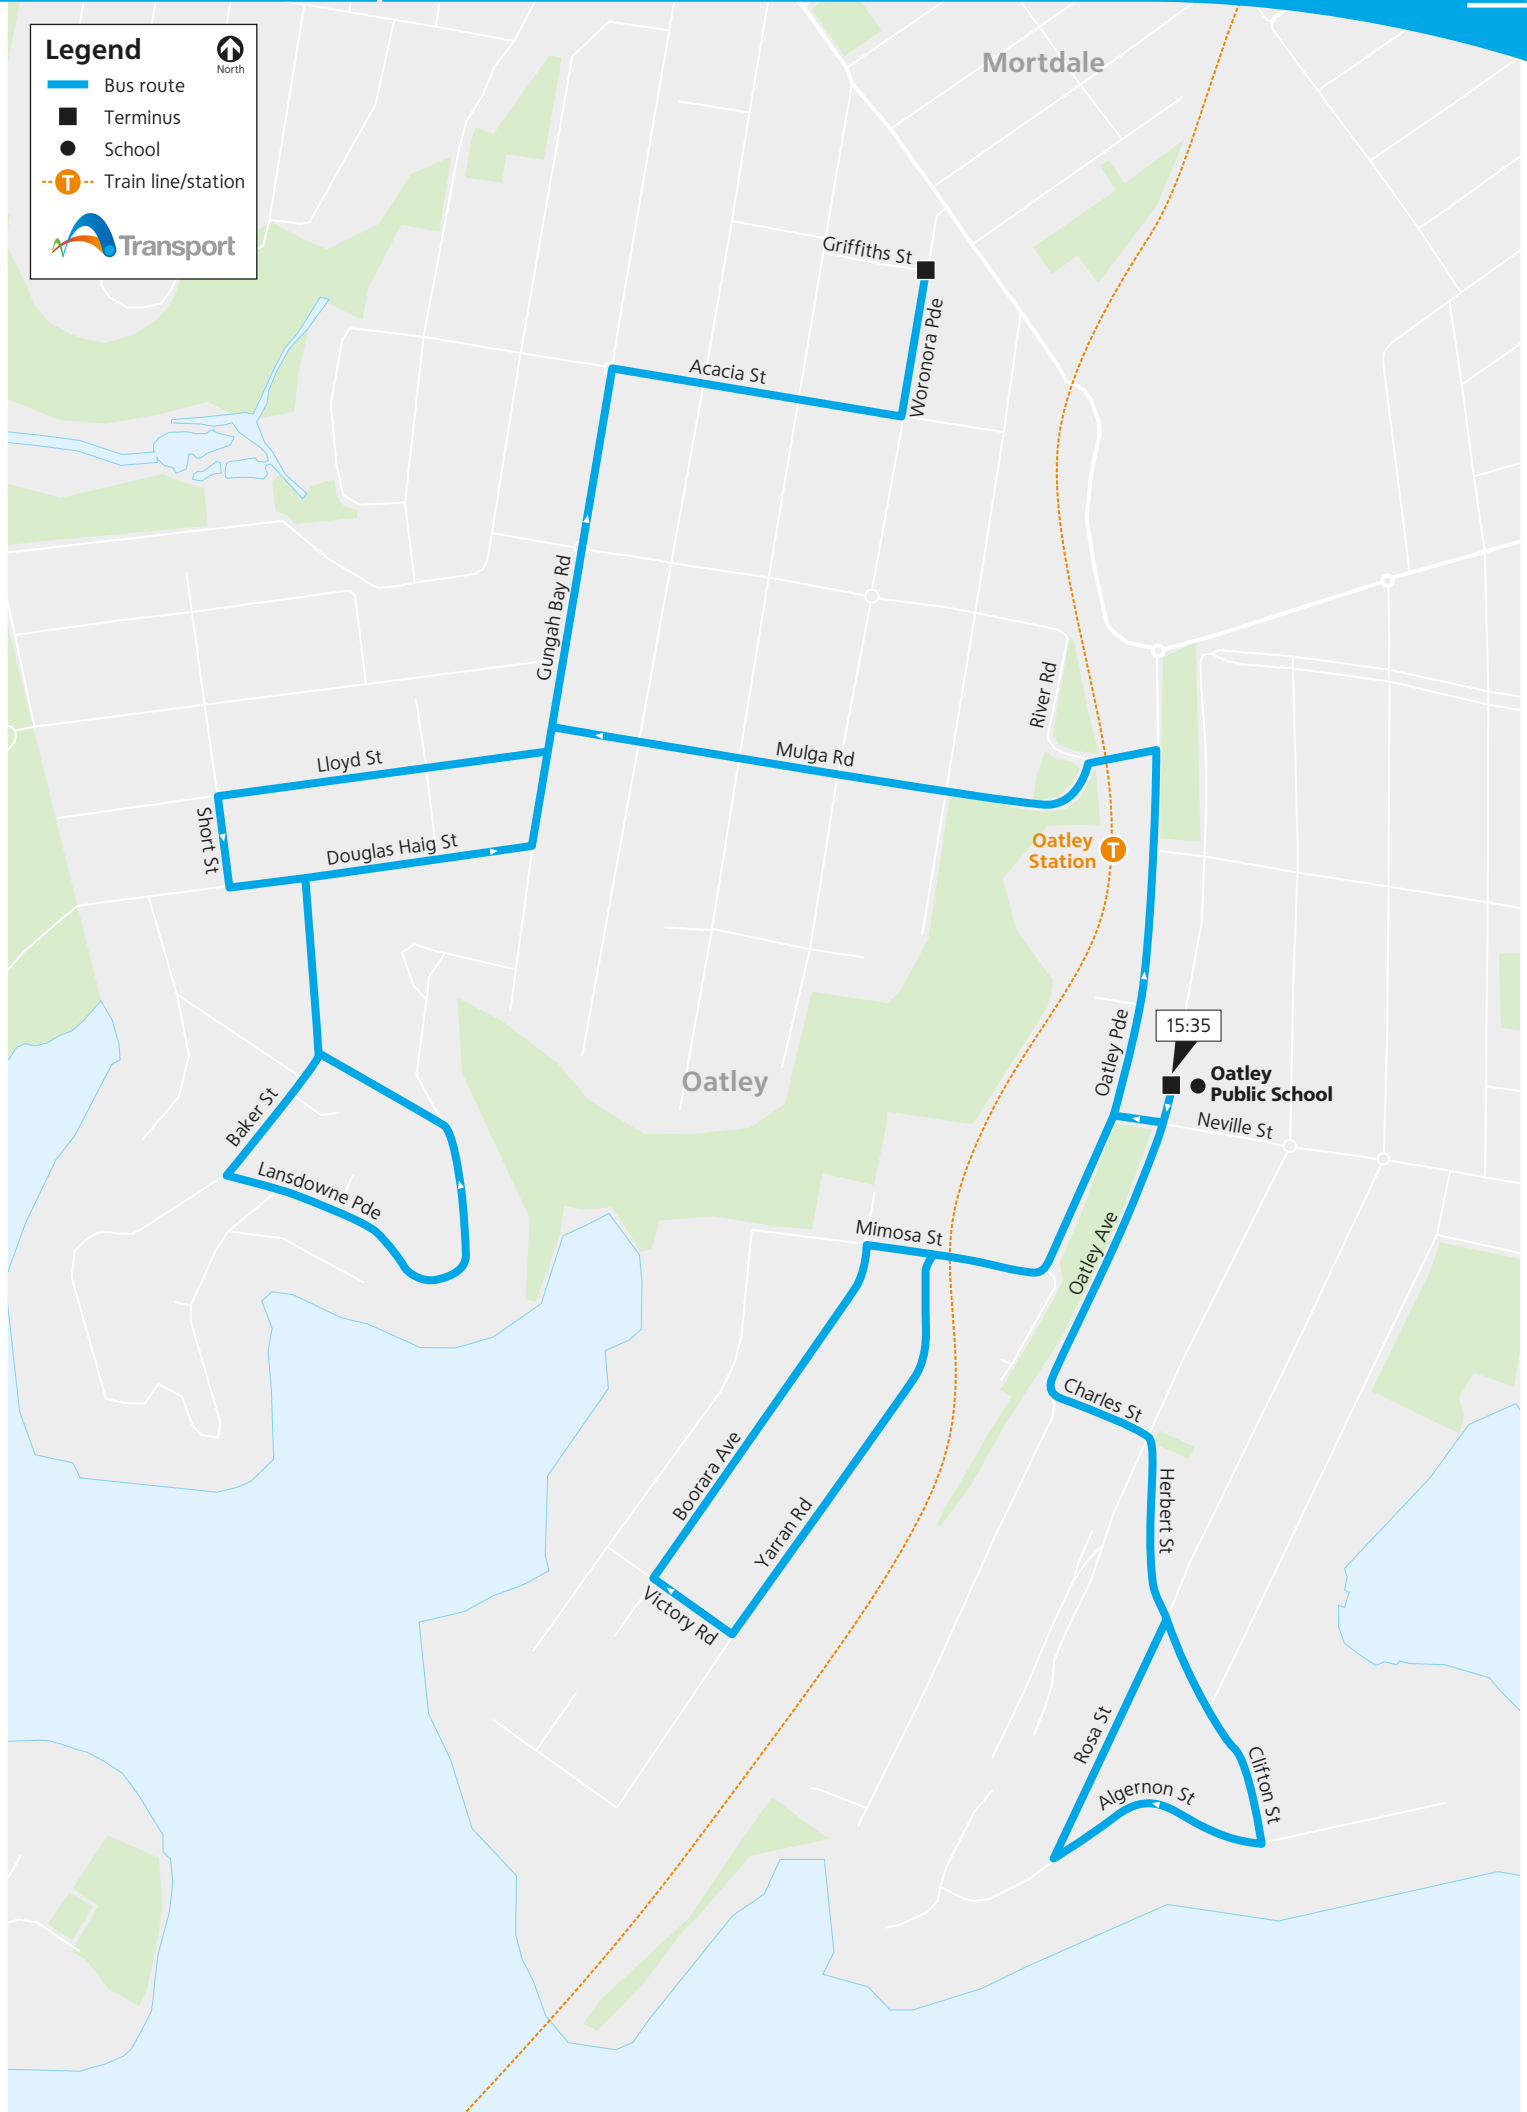 Legend
North
Bus route
Terminus
School
T
Train line/station
Transport
Mortdale
Griffiths St
Woronora Pde
Acacia St
Gungah Bay Rd
River Rd
Mulga Rd
Lloyd St
Short St
Douglas Haig St
Oatley
Station
T
Oatley Pde
15:35
Oatley
Public School
Neville St
Oatley
Baker St
Lansdowne Pde
Mimosa St
Oatley Ave
Charles St
Boorara Ave
Yarran Rd
Victory Rd
Herbert St
Rosa St
Algernon St
Clifton St